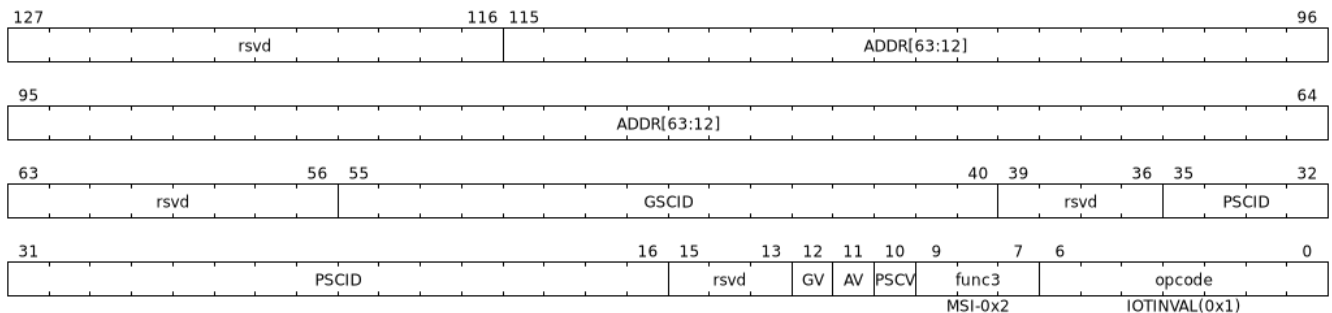 127 116 115 96
rsvd ADDR[63:12]
95 64
ADDR[63:12]
63 56 55 40 39 36 35 32
rsvd GSCID rsvd PSCID
31 16 15 13 12 11 10 9 7 6 0
PSCID rsvd GV AV PSCV func3 opcode
MSI-0x2 IOTINVAL(0x1)